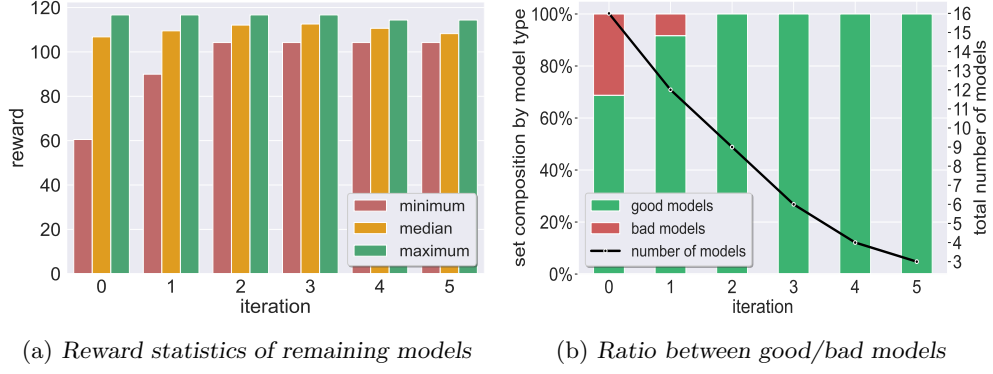 120
100
80
60
40
20
0
reward
0 1 2 3 4 5
iteration
minimum
median
maximum
100%
80%
60%
40%
20%
0%
set composition by model type
0 1 2 3 4 5
iteration
good models
bad models
number of models
16
15
14
13
12
11
10
9
8
7
6
5
4
3
total number of models
(a) Reward statistics of remaining models
(b) Ratio between good/bad models